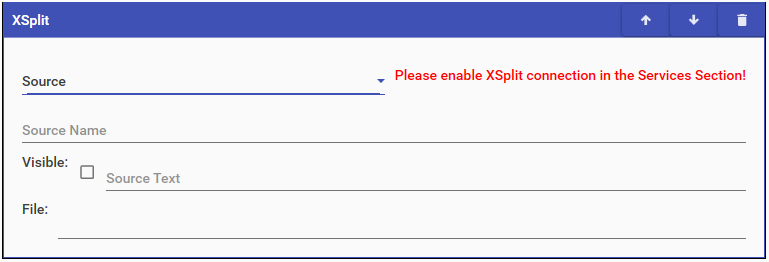 XSplit
Source
Please enable XSplit connection in the Services Section!
Source Name
Visible:
Source Text
File: